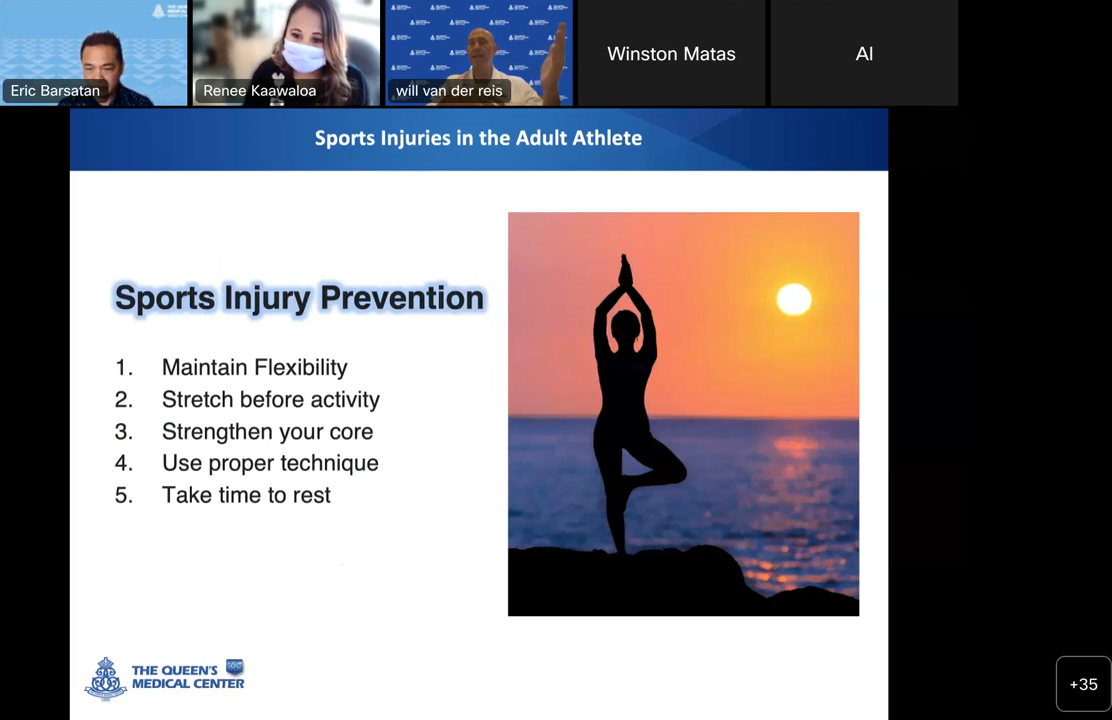 Eric Barsatan
Renee Kaawaloa
will van der reis
Winston Matas
Al
Sports Injuries in the Adult Athlete
Sports Injury Prevention
1. Maintain Flexibility
2. Stretch before activity
3. Strengthen your core
4. Use proper technique
5. Take time to rest
THE QUEEN'S
MEDICAL CENTER
+35